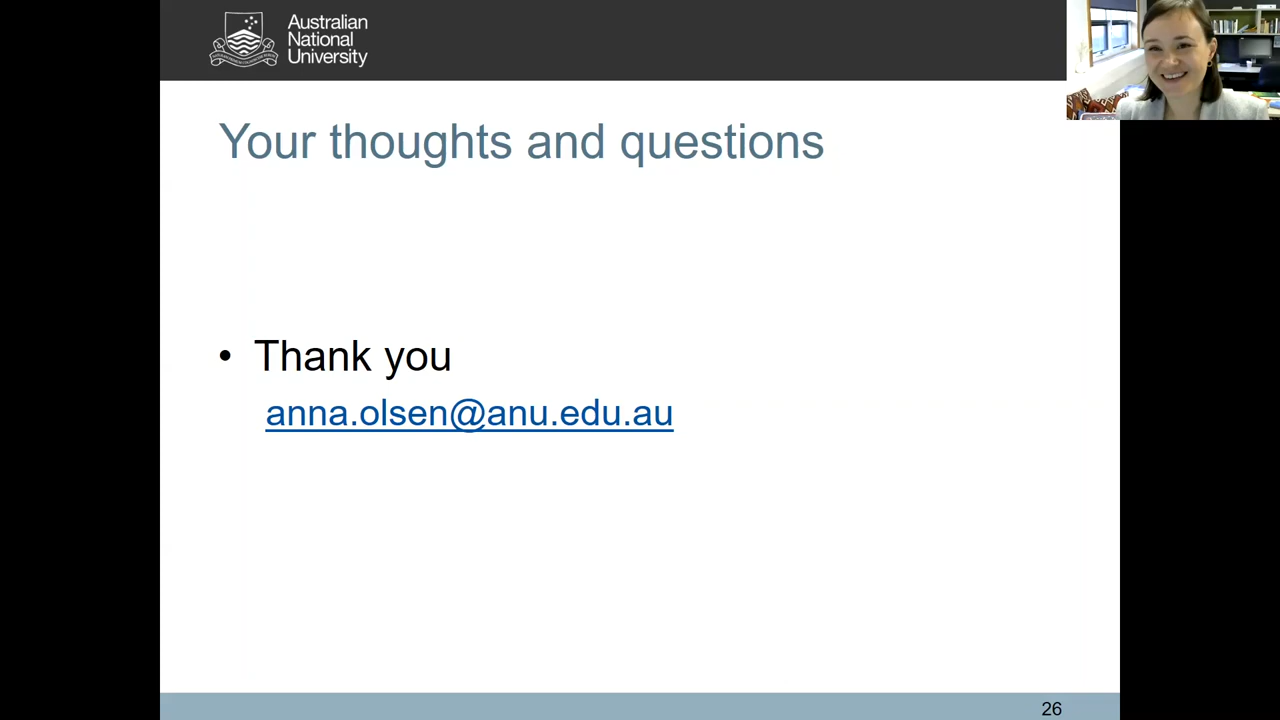 Australian
National
University
Your thoughts and questions
• Thank you
anna.olsen@anu.edu.au
26